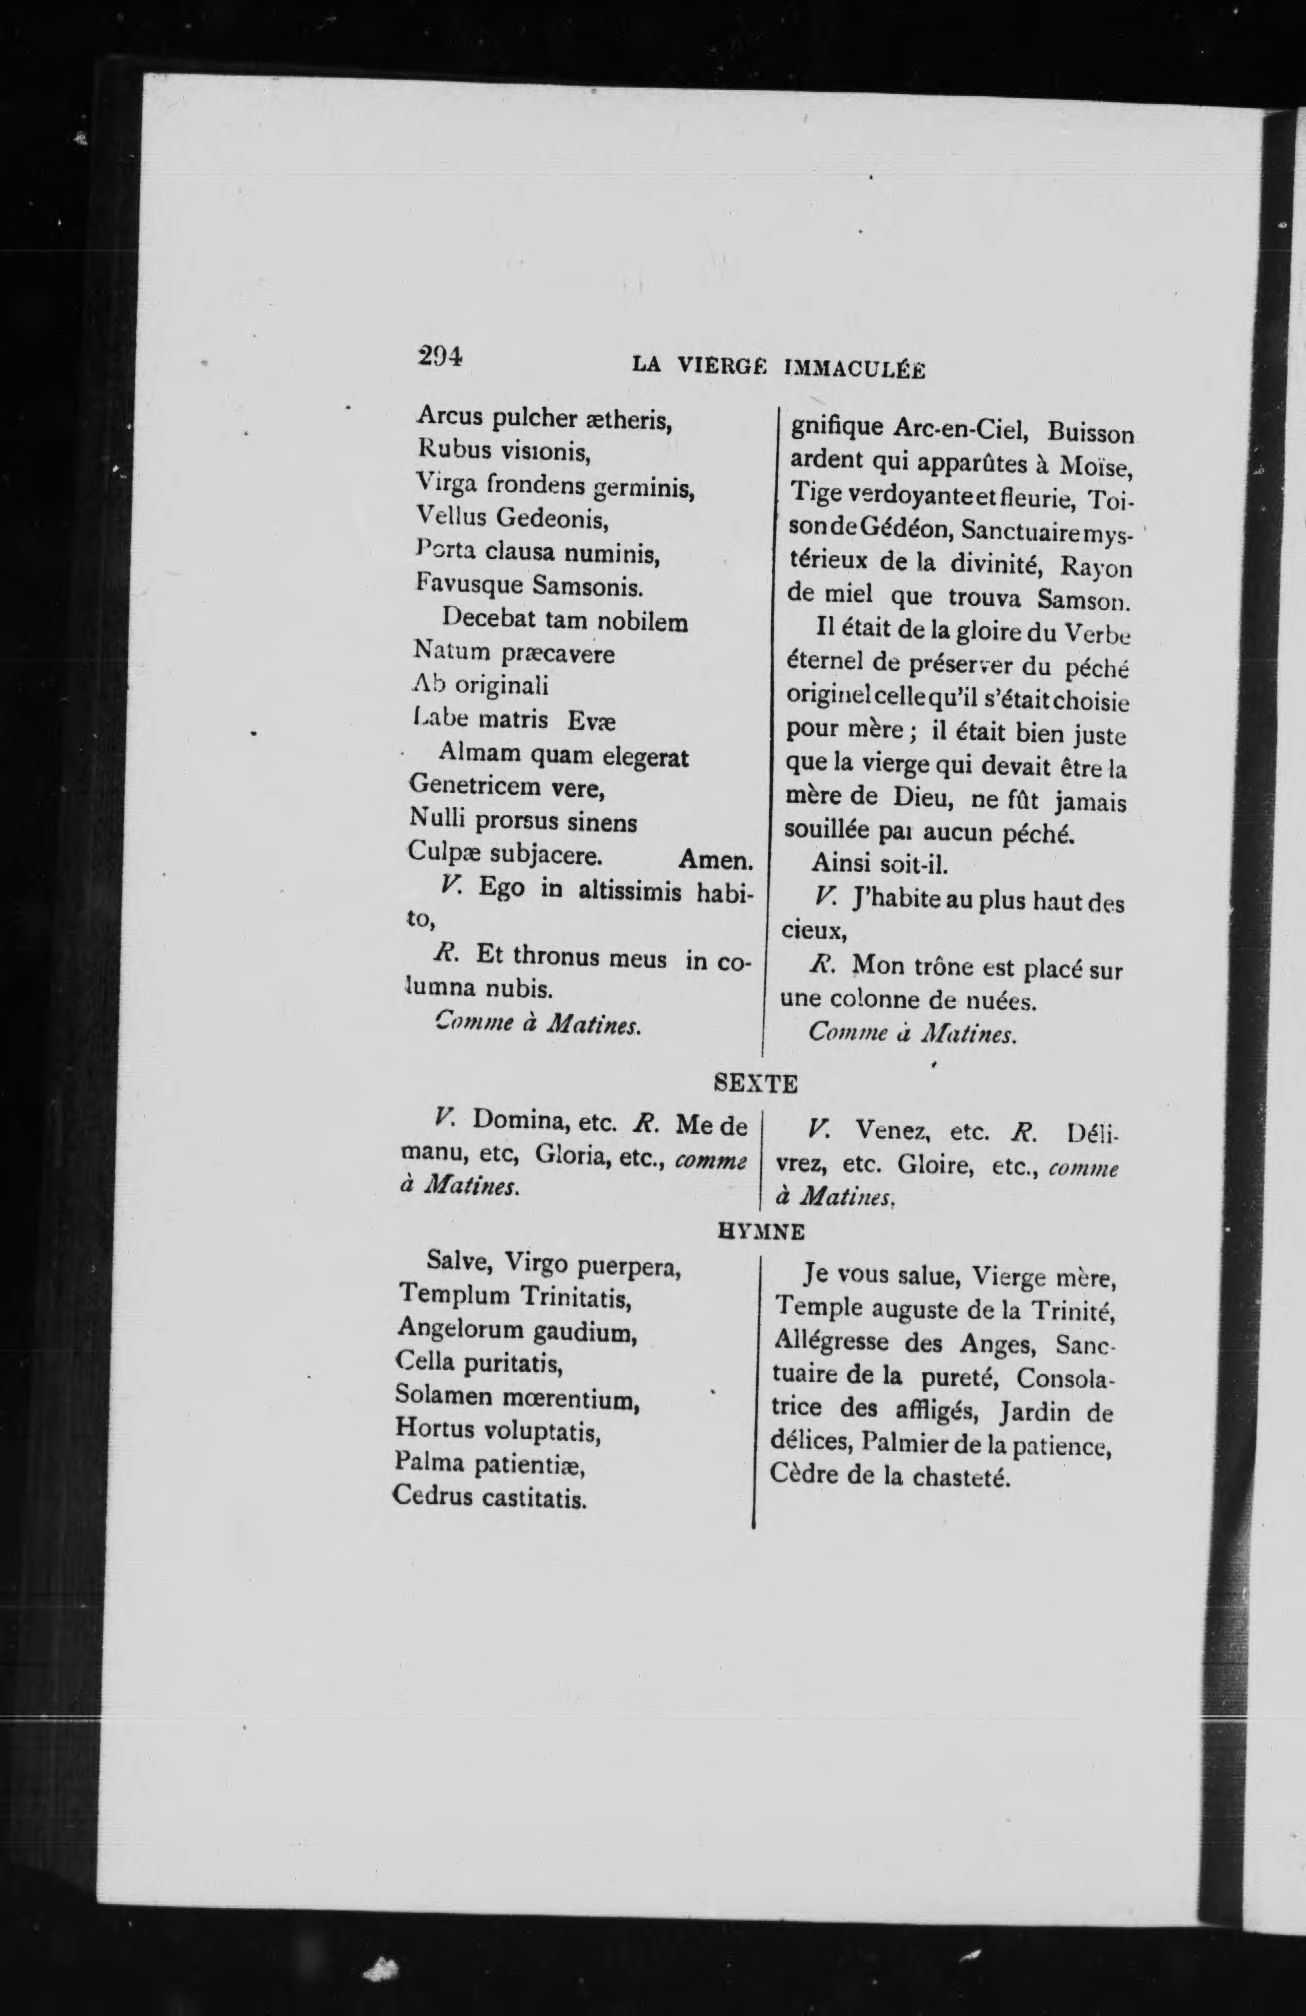 294
LA VIERGE IMMACULÉE
Arcus pulcher ætheris,
Rubus visionis,
Virga frondens germinis,
Vellus Gedeonis,
Porta clausa numinis,
Favusque Samsonis.
Decebat tam nobilem
Natum præcavere
Ab originali
Labe matris Evæ
Almam quam elegerat
Genetricem vere,
Nulli prorsus sinens
Culpæ subjacere. Amen.
V. Ego in altissimis habi-
to,
R. Et thronus meus in co-
lumna nubis.
Comme à Matines.
gnifique Arc-en-Ciel, Buisson
ardent qui apparûtes à Moïse,
Tige verdoyante et fleurie, Toi-
son de Gédéon, Sanctuaire mys-
térieux de la divinité, Rayon
de miel que trouva Samson.
Il était de la gloire du Verbe
éternel de préserver du péché
originel celle qu'il s'était choisie
pour mère ; il était bien juste
que la vierge qui devait être la
mère de Dieu, ne fût jamais
souillée par aucun péché.
Ainsi soit-il.
V. J'habite au plus haut des
cieux,
R. Mon trône est placé sur
une colonne de nuées.
Comme à Matines.
SEXTE
V. Domina, etc. R. Me de
manu, etc, Gloria, etc., comme
à Matines.
V. Venez, etc. R. Déli-
vrez, etc. Gloire, etc., comme
à Matines.
HYMNE
Salve, Virgo puerpera,
Templum Trinitatis,
Angelorum gaudium,
Cella puritatis,
Solamen mœrentium,
Hortus voluptatis,
Palma patientiæ,
Cedrus castitatis.
Je vous salue, Vierge mère,
Temple auguste de la Trinité,
Allégresse des Anges, Sanc-
tuaire de la pureté, Consola-
trice des affligés, Jardin de
délices, Palmier de la patience,
Cèdre de la chasteté.